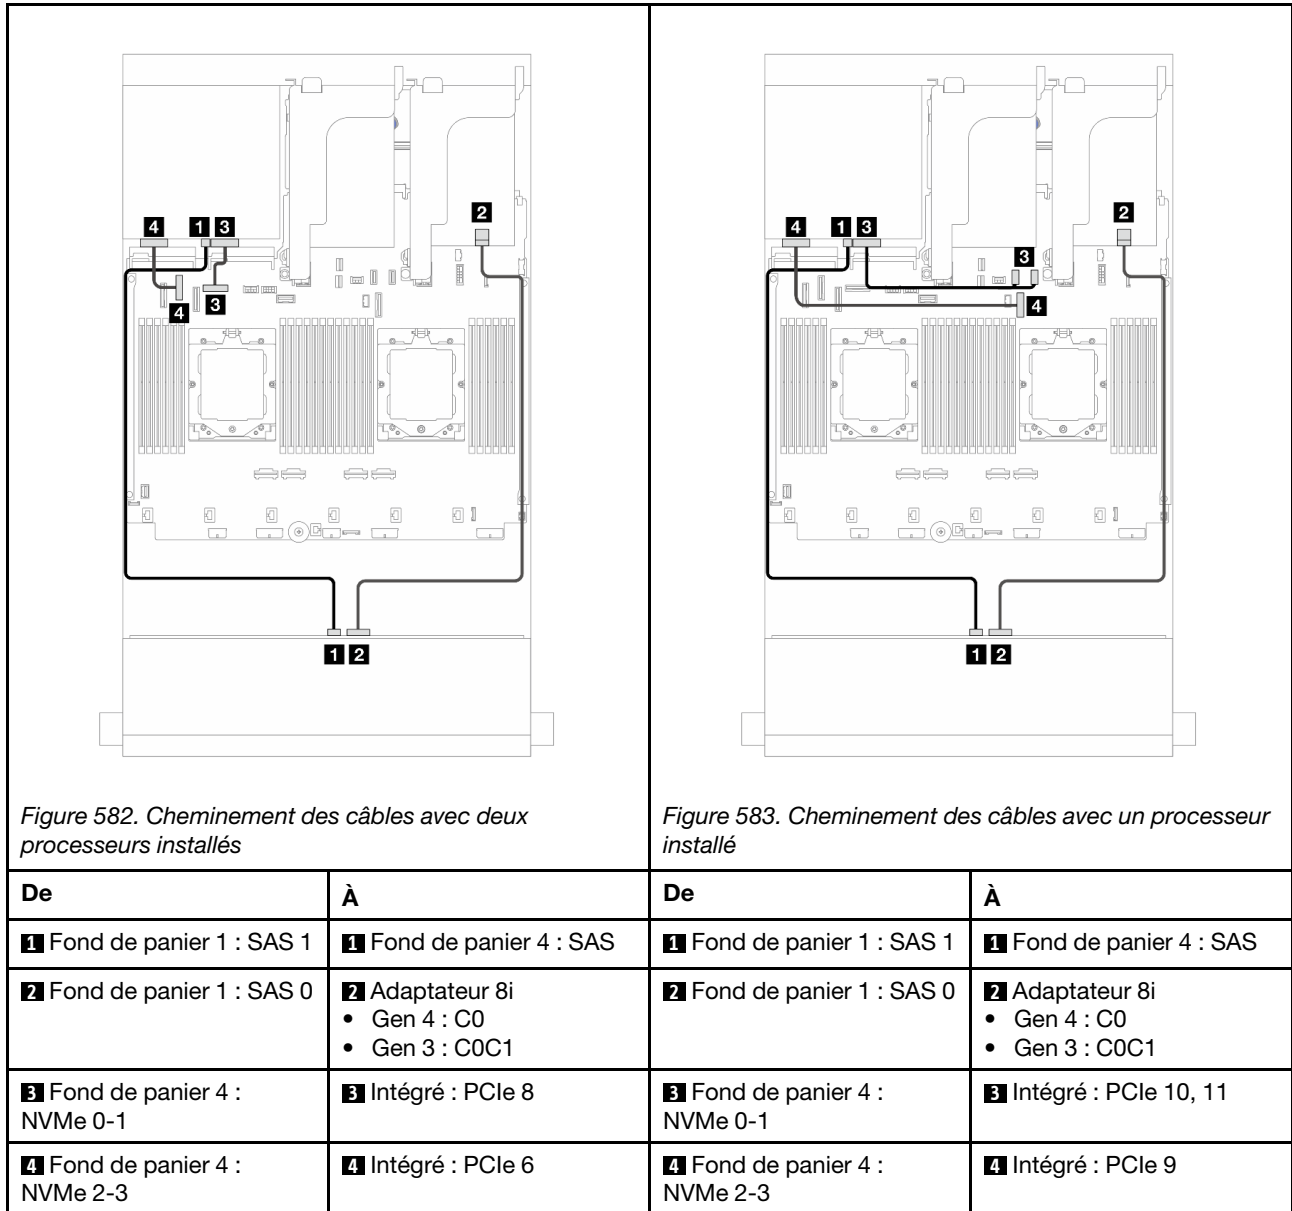 4 1 3 2
4 3
1 2
Figure 582. Cheminement des câbles avec deux
processeurs installés
4 1 3 2
3
4
1 2
Figure 583. Cheminement des câbles avec un processeur
installé
De À De À
1 Fond de panier 1 : SAS 1
1 Fond de panier 4 : SAS
1 Fond de panier 1 : SAS 1
1 Fond de panier 4 : SAS
2 Fond de panier 1 : SAS 0
2 Adaptateur 8i
• Gen 4 : C0
• Gen 3 : C0C1
2 Fond de panier 1 : SAS 0
2 Adaptateur 8i
• Gen 4 : C0
• Gen 3 : C0C1
3 Fond de panier 4 :
NVMe 0-1
3 Intégré : PCIe 8
3 Fond de panier 4 :
NVMe 0-1
3 Intégré : PCIe 10, 11
4 Fond de panier 4 :
NVMe 2-3
4 Intégré : PCIe 6
4 Fond de panier 4 :
NVMe 2-3
4 Intégré : PCIe 9